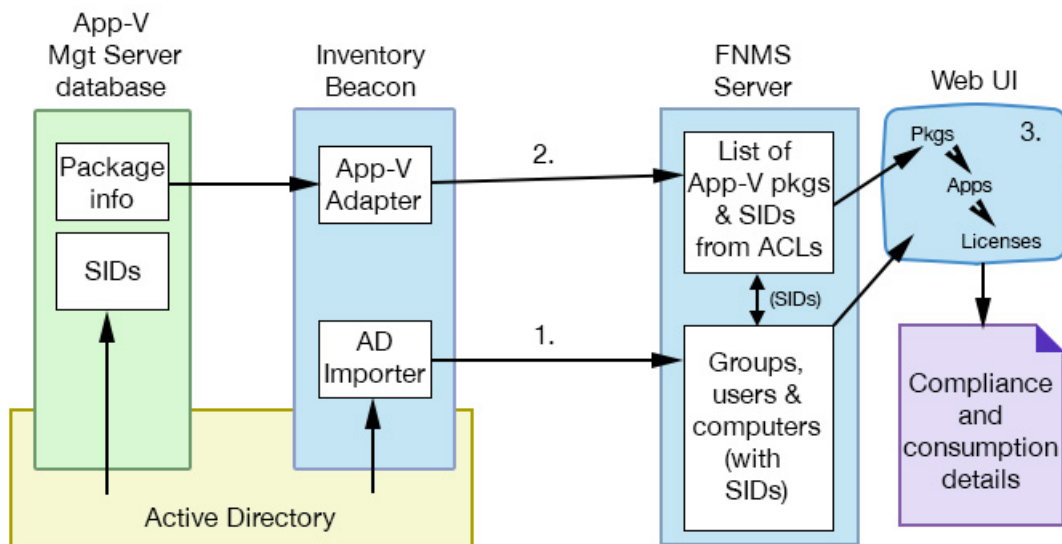 App-V
Mgt Server
database
Package
info
SIDs
Inventory
Beacon
App-V
Adapter
AD
Importer
Active Directory
2.
1.
FNMS
Server
List of
App-V pkgs
& SIDs
from ACLs
(SIDs)
Groups,
users &
computers
(with
SIDs)
Web UI
3.
Pkgs
Apps
Licenses
Compliance
and
consumption
details